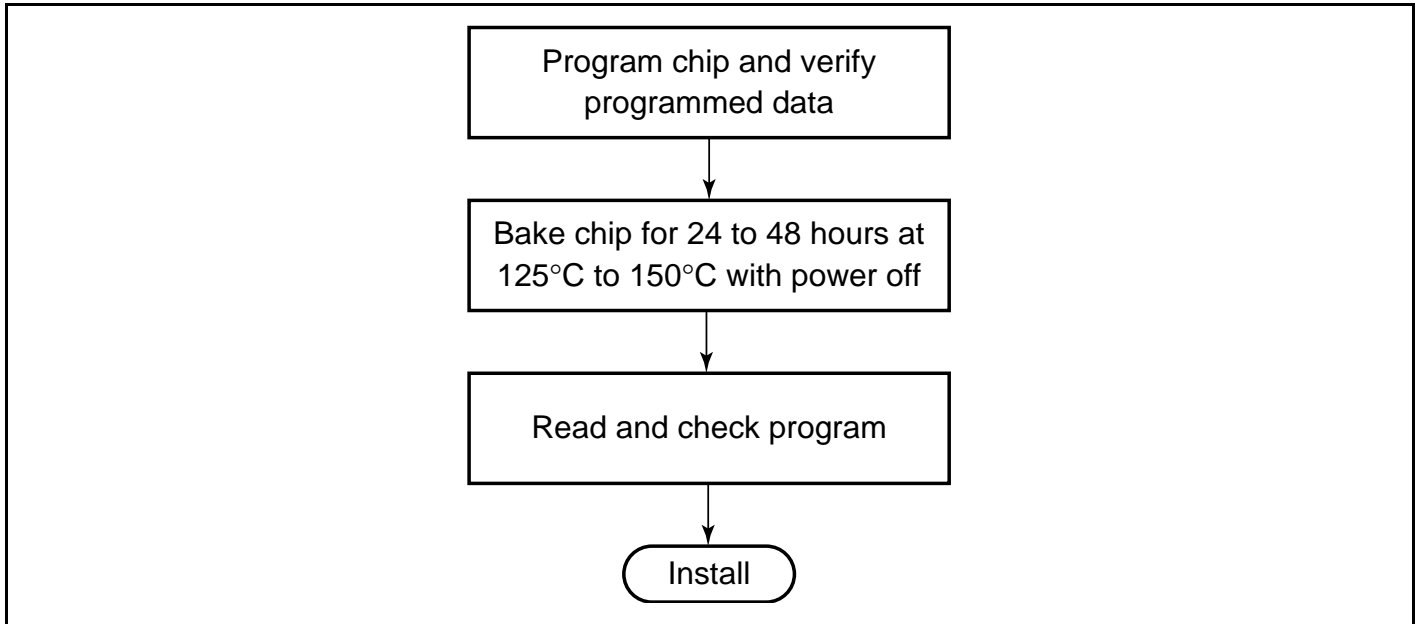 Program chip and verify
programmed data
Bake chip for 24 to 48 hours at
125°C to 150°C with power off
Read and check program
Install